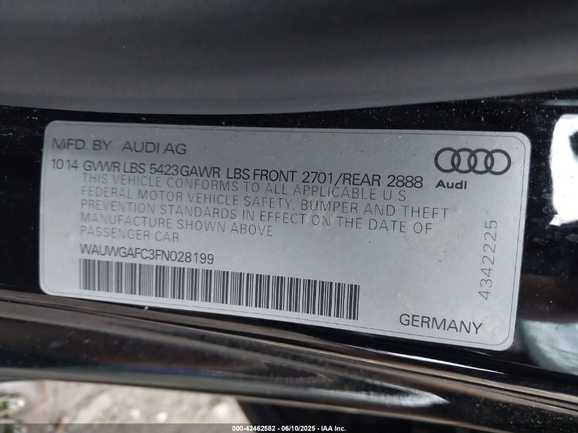 MFD. BY AUDI AG
10 14 GVWR LBS 5423 GAWR LBS FRONT 2701/REAR 2888
THIS VEHICLE CONFORMS TO ALL APPLICABLE U.S
FEDERAL MOTOR VEHICLE SAFETY, BUMPER AND THEFT
PREVENTION STANDARDS IN EFFECT ON THE DATE OF
MANUFACTURE SHOWN ABOVE
PASSENGER CAR
WAUWGAFC3FN028199
Audi
4342225
GERMANY
000-42462582 - 06/10/2025 - IAA Inc.